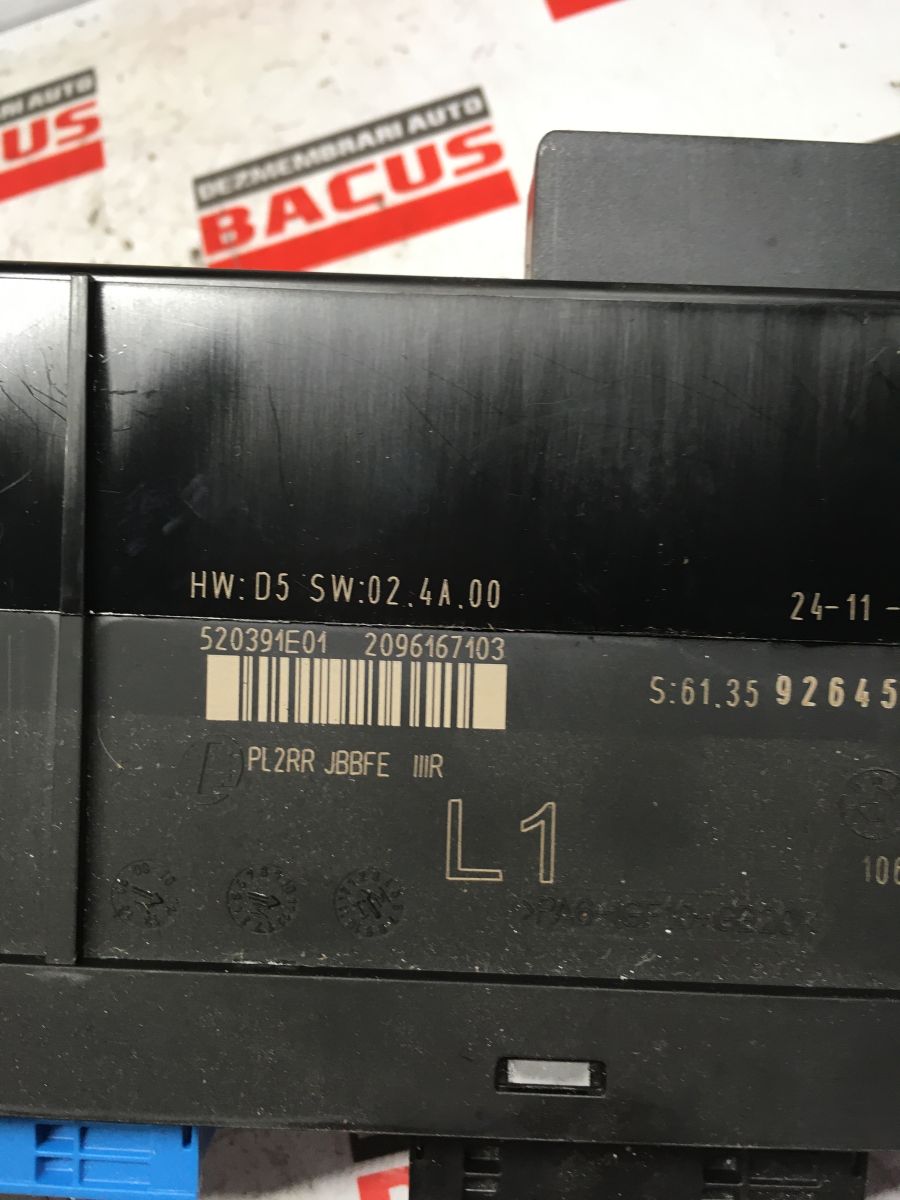 DEZMEMBRARI AUTO
BACUS
HW: D5 SW:02.4A.00
24-11 -
520391E01 2096167103
S:61.35 92645
PL2RR JBBFE IIIR
L1
106